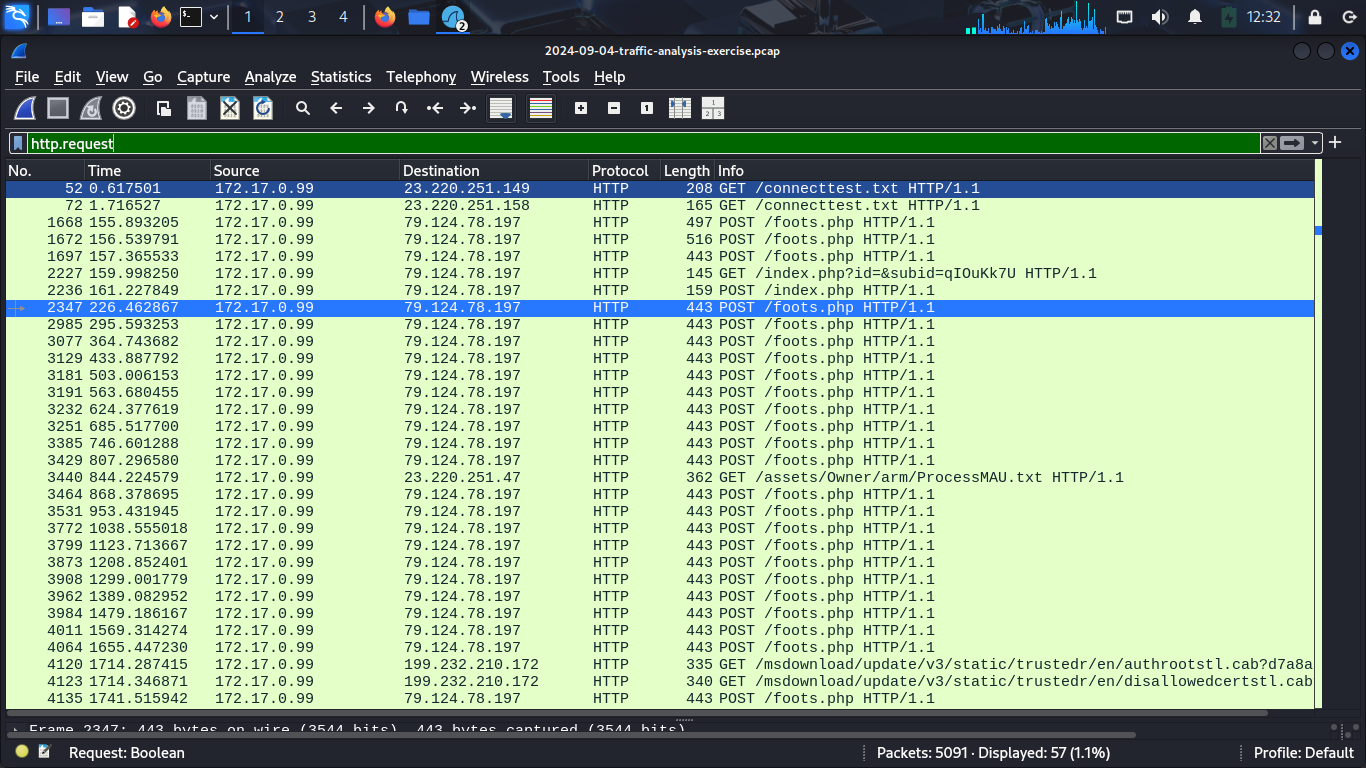 1 2 3 4 2 12:32
2024-09-04-traffic-analysis-exercise.pcap
File Edit View Go Capture Analyze Statistics Telephony Wireless Tools Help
http.request
No. Time Source Destination Protocol Length Info
52 0.617501 172.17.0.99 23.220.251.149 HTTP 208 GET /connecttest.txt HTTP/1.1
72 1.716527 172.17.0.99 23.220.251.158 HTTP 165 GET /connecttest.txt HTTP/1.1
1668 155.893205 172.17.0.99 79.124.78.197 HTTP 497 POST /foots.php HTTP/1.1
1672 156.539791 172.17.0.99 79.124.78.197 HTTP 516 POST /foots.php HTTP/1.1
1697 157.365533 172.17.0.99 79.124.78.197 HTTP 443 POST /foots.php HTTP/1.1
2227 159.998250 172.17.0.99 79.124.78.197 HTTP 145 GET /index.php?id=&subid=qIOuKk7U HTTP/1.1
2236 161.227849 172.17.0.99 79.124.78.197 HTTP 159 POST /index.php HTTP/1.1
2347 226.462867 172.17.0.99 79.124.78.197 HTTP 443 POST /foots.php HTTP/1.1
2985 295.593253 172.17.0.99 79.124.78.197 HTTP 443 POST /foots.php HTTP/1.1
3077 364.743682 172.17.0.99 79.124.78.197 HTTP 443 POST /foots.php HTTP/1.1
3129 433.887792 172.17.0.99 79.124.78.197 HTTP 443 POST /foots.php HTTP/1.1
3181 503.006153 172.17.0.99 79.124.78.197 HTTP 443 POST /foots.php HTTP/1.1
3191 563.680455 172.17.0.99 79.124.78.197 HTTP 443 POST /foots.php HTTP/1.1
3232 624.377619 172.17.0.99 79.124.78.197 HTTP 443 POST /foots.php HTTP/1.1
3251 685.517700 172.17.0.99 79.124.78.197 HTTP 443 POST /foots.php HTTP/1.1
3385 746.601288 172.17.0.99 79.124.78.197 HTTP 443 POST /foots.php HTTP/1.1
3429 807.296580 172.17.0.99 79.124.78.197 HTTP 443 POST /foots.php HTTP/1.1
3440 844.224579 172.17.0.99 23.220.251.47 HTTP 362 GET /assets/Owner/arm/ProcessMAU.txt HTTP/1.1
3464 868.378695 172.17.0.99 79.124.78.197 HTTP 443 POST /foots.php HTTP/1.1
3531 953.431945 172.17.0.99 79.124.78.197 HTTP 443 POST /foots.php HTTP/1.1
3772 1038.555018 172.17.0.99 79.124.78.197 HTTP 443 POST /foots.php HTTP/1.1
3799 1123.713667 172.17.0.99 79.124.78.197 HTTP 443 POST /foots.php HTTP/1.1
3873 1208.852401 172.17.0.99 79.124.78.197 HTTP 443 POST /foots.php HTTP/1.1
3908 1299.001779 172.17.0.99 79.124.78.197 HTTP 443 POST /foots.php HTTP/1.1
3962 1389.082952 172.17.0.99 79.124.78.197 HTTP 443 POST /foots.php HTTP/1.1
3984 1479.186167 172.17.0.99 79.124.78.197 HTTP 443 POST /foots.php HTTP/1.1
4011 1569.314274 172.17.0.99 79.124.78.197 HTTP 443 POST /foots.php HTTP/1.1
4064 1655.447230 172.17.0.99 79.124.78.197 HTTP 443 POST /foots.php HTTP/1.1
4120 1714.287415 172.17.0.99 199.232.210.172 HTTP 335 GET /msdownload/update/v3/static/trustedr/en/authrootstl.cab?d7a8a
4123 1714.346871 172.17.0.99 199.232.210.172 HTTP 340 GET /msdownload/update/v3/static/trustedr/en/disallowedcertstl.cab
4135 1741.515942 172.17.0.99 79.124.78.197 HTTP 443 POST /foots.php HTTP/1.1
Frame 2347: 443 bytes on wire (3544 bits), 443 bytes captured (3544 bits)
Request: Boolean Packets: 5091 · Displayed: 57 (1.1%) Profile: Default